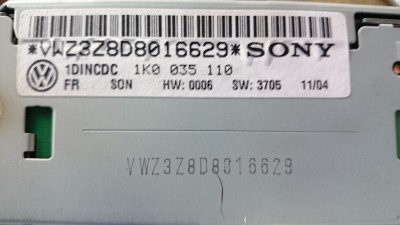 *VWZ3Z8D8016629* SONY
1DINCDC 1K0 035 110
FR SON HW: 0006 SW: 3705 11/04
VWZ3Z8D8016629